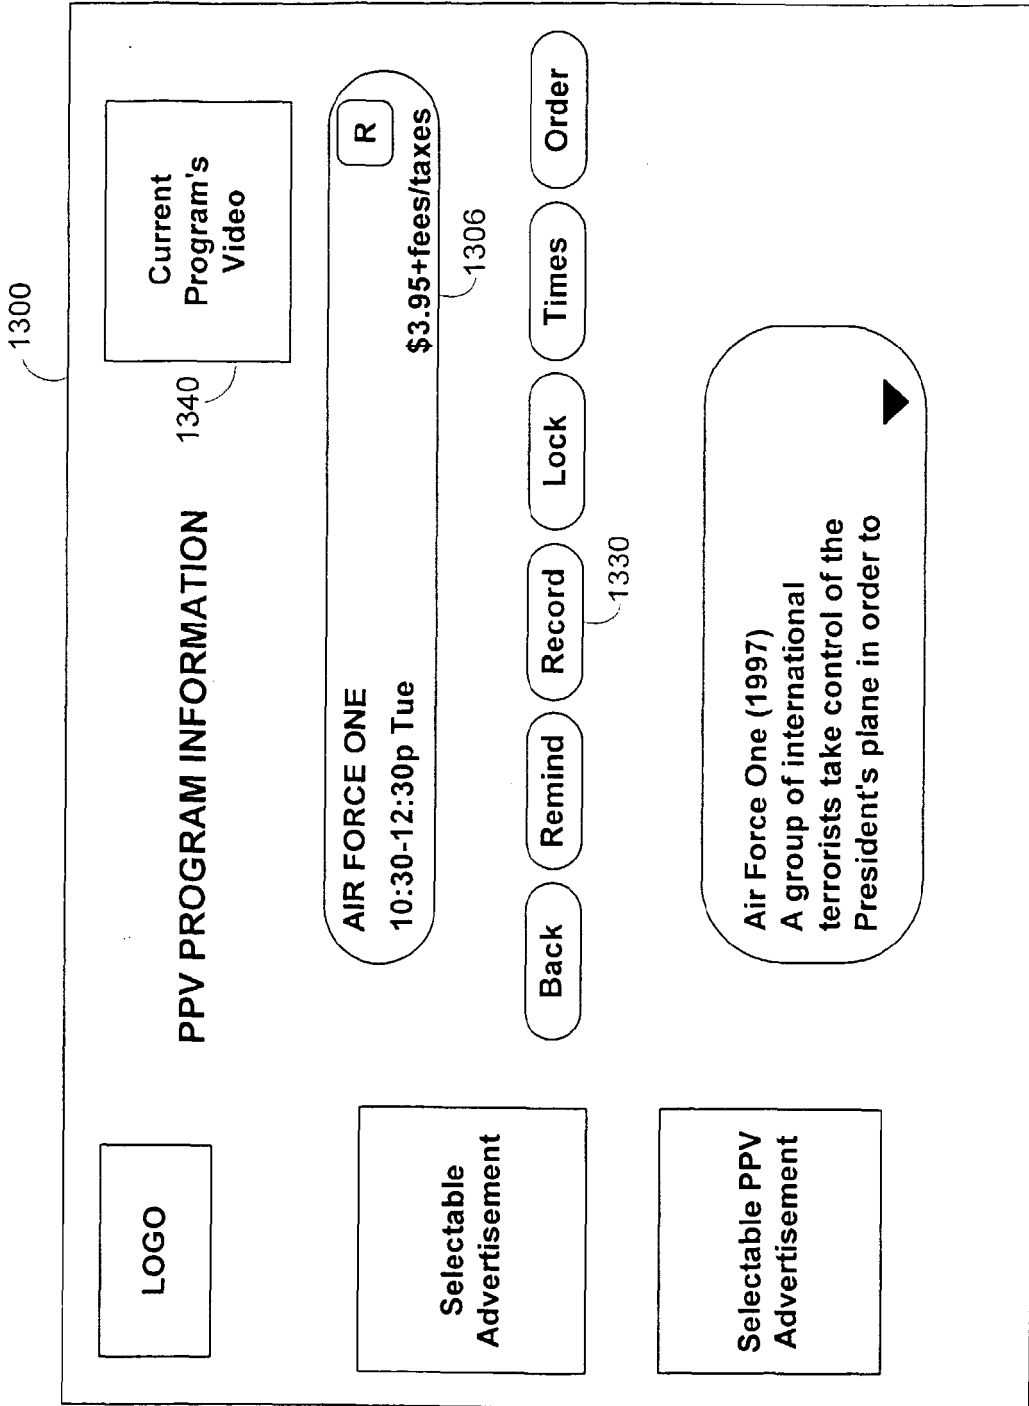 1300
LOGO
PPV PROGRAM INFORMATION
1340
Current
Program's
Video
AIR FORCE ONE
R
10:30-12:30p Tue
$3.95+fees/taxes
1306
Back
Remind
Record
Lock
Times
Order
1330
Selectable
Advertisement
Selectable PPV
Advertisement
Air Force One (1997)
A group of international
terrorists take control of the
President's plane in order to